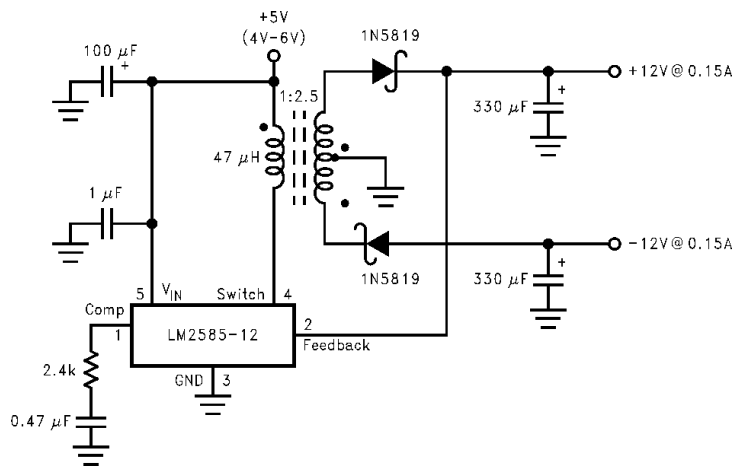 +5V
(4V-6V)
1N5819
100 μF
+
+12V @ 0.15A
1:2.5
+
330 μF
47 μH
1 μF
-12V @ 0.15A
1N5819
+
330 μF
5
VIN
Switch
4
Comp
1
LM2585-12
2
Feedback
2.4k
GND
3
0.47 μF